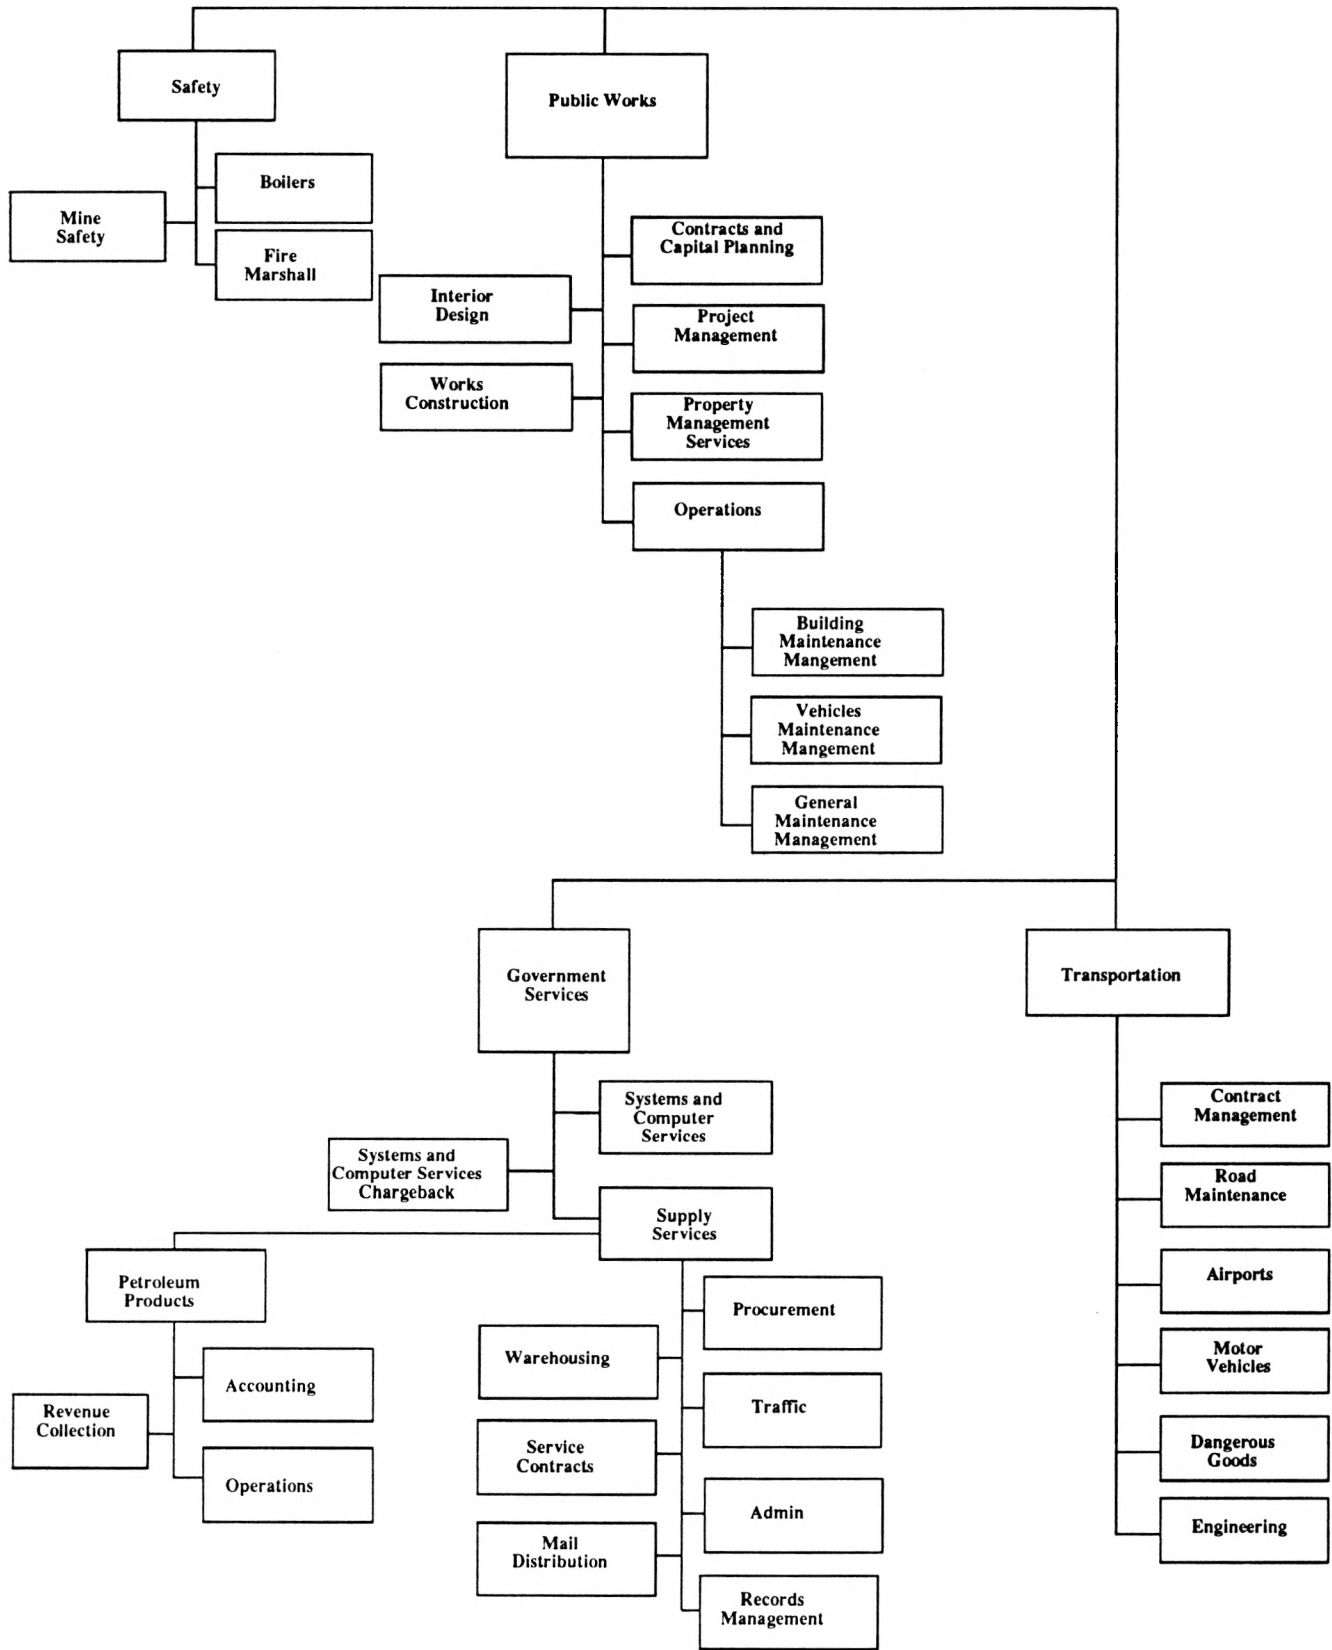 Safety
Public Works
Boilers
Mine
Safety
Fire
Marshall
Contracts and
Capital Planning
Interior
Design
Project
Management
Works
Construction
Property
Management
Services
Operations
Building
Maintenance
Mangement
Vehicles
Maintenance
Mangement
General
Maintenance
Management
Government
Services
Transportation
Systems and
Computer
Services
Systems and
Computer Services
Chargeback
Supply
Services
Petroleum
Products
Accounting
Revenue
Collection
Operations
Procurement
Warehousing
Traffic
Service
Contracts
Admin
Mail
Distribution
Records
Management
Contract
Management
Road
Maintenance
Airports
Motor
Vehicles
Dangerous
Goods
Engineering